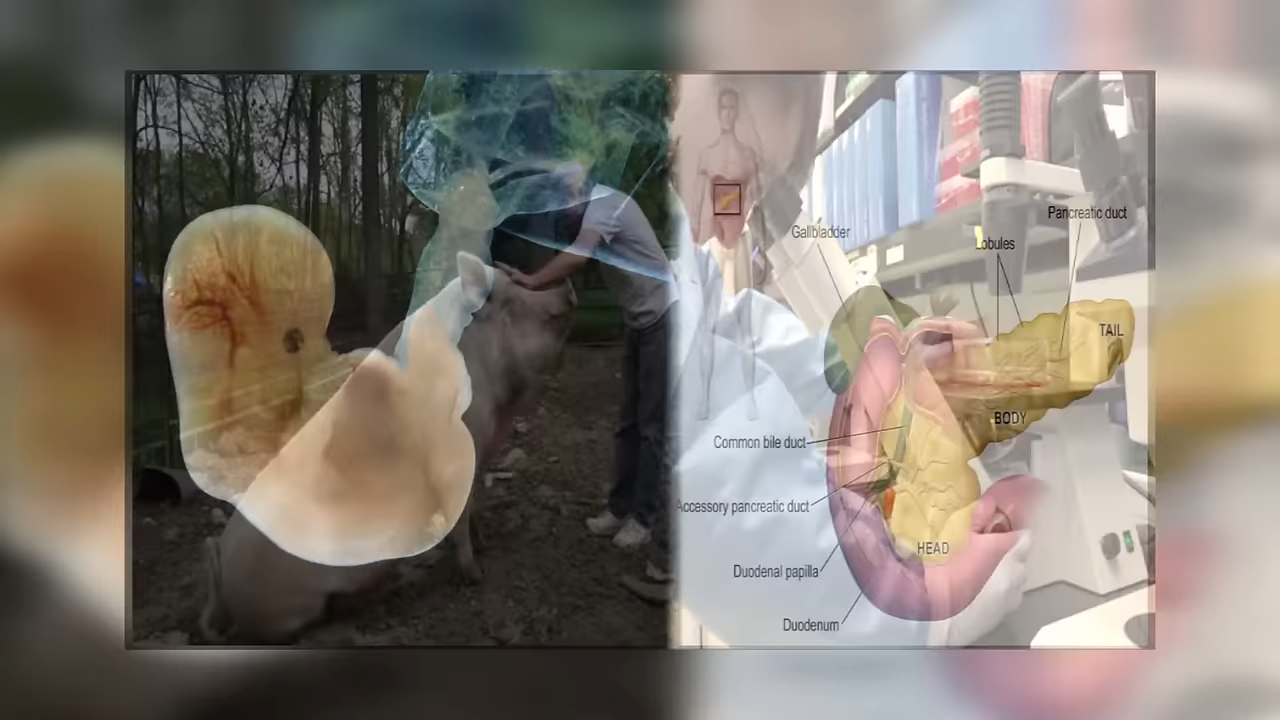 Pancreatic duct
Gallbladder
Lobules
TAIL
BODY
Common bile duct
Accessory pancreatic duct
HEAD
Duodenal papilla
Duodenum